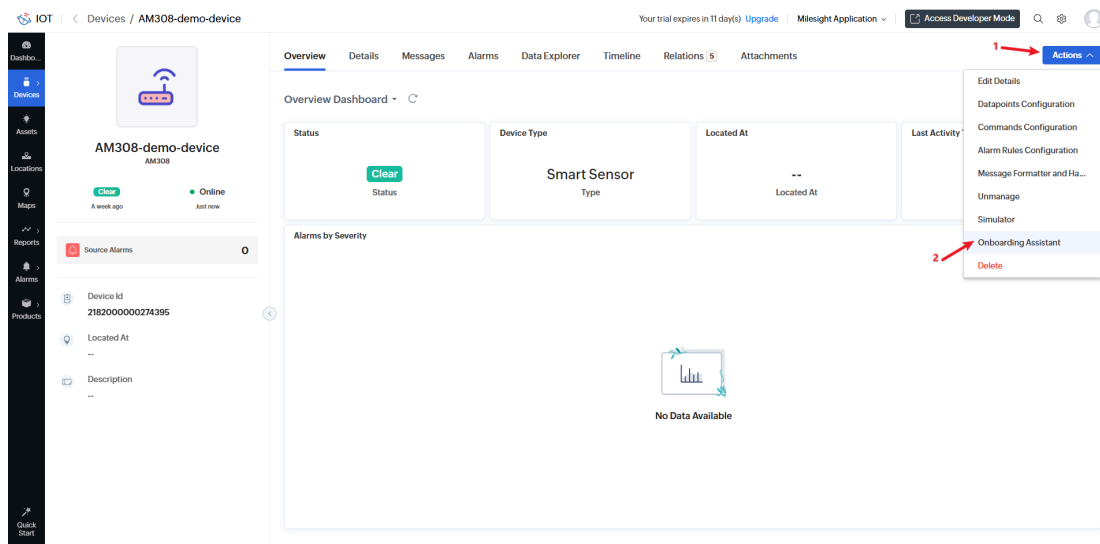 IOT
Devices / AM308-demo-device
Your trial expires in 11 day(s) Upgrade
Milesight Application
Access Developer Mode
Dashbo...
Devices
Assets
Locations
Maps
Reports
Alarms
Products
Quick
Start
AM308-demo-device
AM308
Clear
Online
A week ago
Just now
Source Alarms
0
Device Id
2182000000274395
Located At
--
Description
--
Overview
Details
Messages
Alarms
Data Explorer
Timeline
Relations 5
Attachments
1
Actions
Edit Details
Datapoints Configuration
Commands Configuration
Alarm Rules Configuration
Message Formatter and Ha...
Unmanage
Simulator
2
Onboarding Assistant
Delete
Overview Dashboard
Status
Clear
Status
Device Type
Smart Sensor
Type
Located At
--
Located At
Last Activity
Alarms by Severity
No Data Available